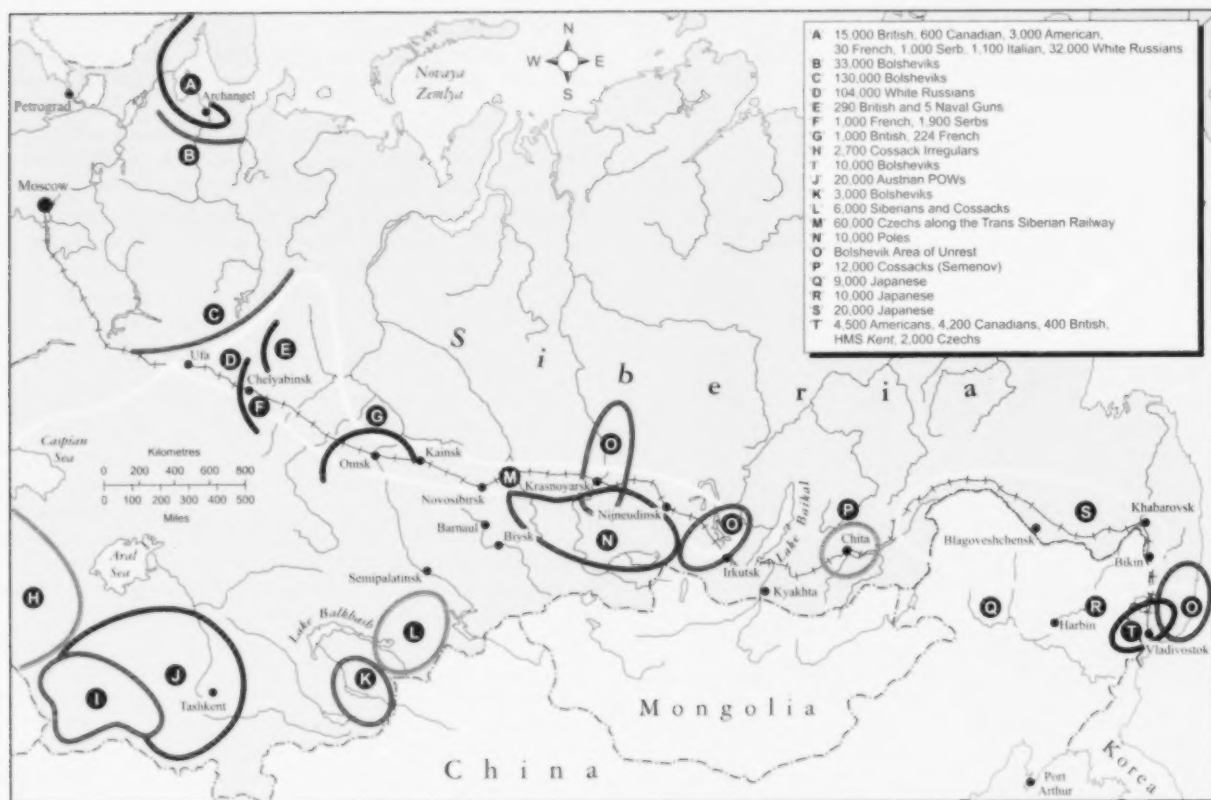 A 15,000 British, 600 Canadian, 3,000 American,
30 French, 1,000 Serb, 1,100 Italian, 32,000 White Russians
B 33,000 Bolsheviks
C 130,000 Bolsheviks
D 104,000 White Russians
E 290 British and 5 Naval Guns
F 1,000 French, 1,900 Serbs
G 1,000 British, 224 French
H 2,700 Cossack Irregulars
I 10,000 Bolsheviks
J 20,000 Austrian POWs
K 3,000 Bolsheviks
L 6,000 Siberians and Cossacks
M 60,000 Czechs along the Trans Siberian Railway
N 10,000 Poles
O Bolshevik Area of Unrest
P 12,000 Cossacks (Semenov)
Q 9,000 Japanese
R 10,000 Japanese
S 20,000 Japanese
T 4,500 Americans, 4,200 Canadians, 400 British,
HMS Kent, 2,000 Czechs
N
W E
S
Novaya
Zemlya
A
Archangel
Petrograd
B
Moscow
C
Siberia
D
E
Ufa
Chelyabinsk
F
G
Omsk
Kainsk
Caspian
Sea
Kilometres
0 200 400 600 800
0 100 200 300 400 500
Miles
M
O
Krasnoyarsk
Novosibirsk
Nijneudinsk
Barnaul
Biysk
N
O
Irkutsk
Lake Baikal
P
Chita
Kyakhta
S
Khabarovsk
Blagoveshchensk
Bikin
Aral
Sea
Semipalatinsk
H
Lake Balkhash
L
Q
R
Harbin
T
O
Vladivostok
I
J
Tashkent
K
Mongolia
China
Korea
Port
Arthur